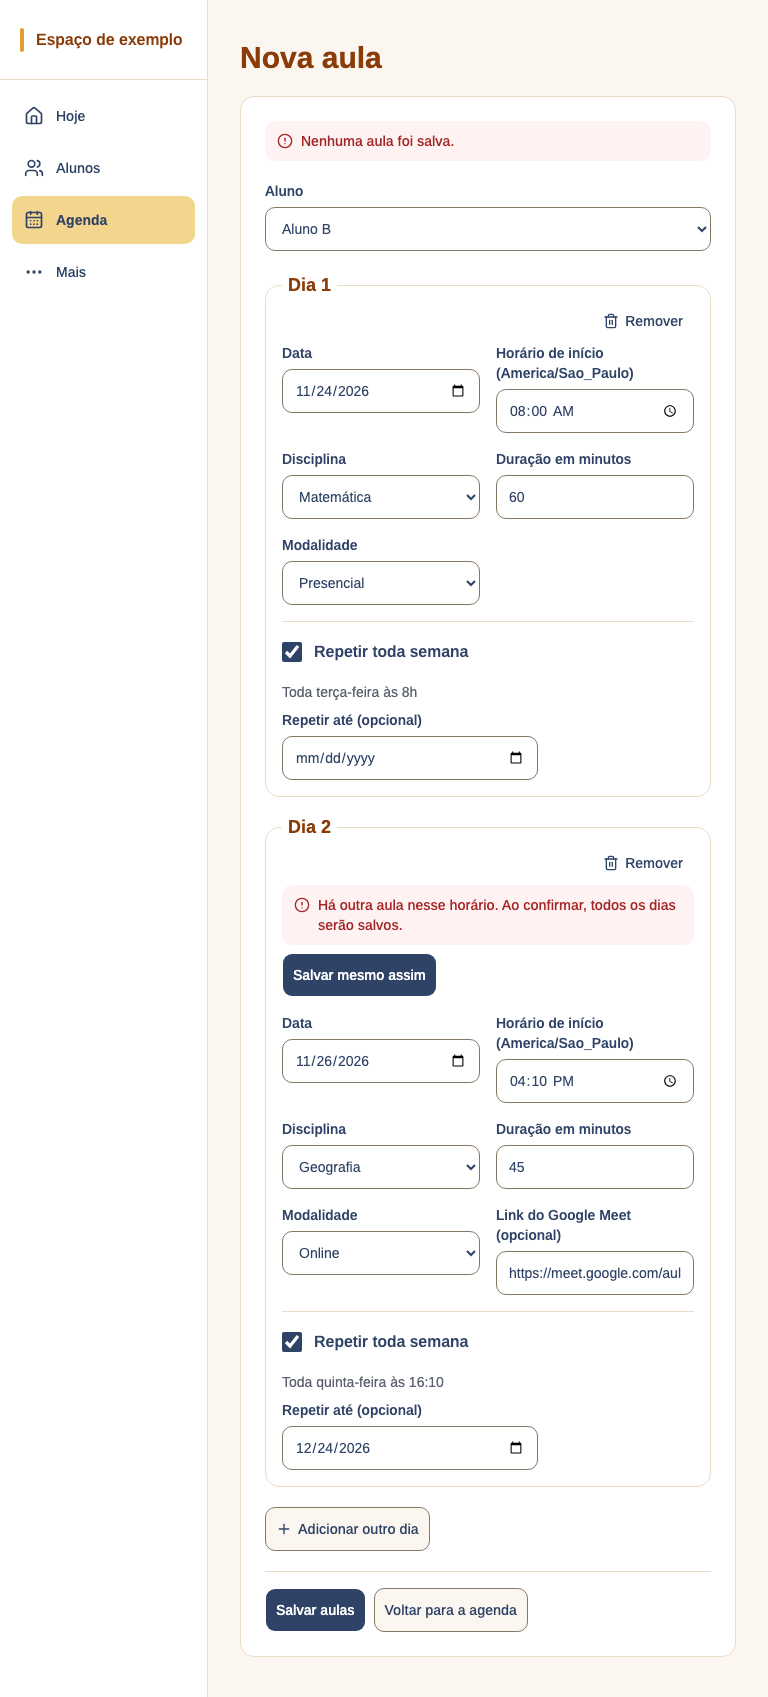 Espaço de exemplo
Hoje
Alunos
Agenda
Mais
Nova aula
Nenhuma aula foi salva.
Aluno
Aluno B
Dia 1
Remover
Data
11/24/2026
Horário de início
(America/Sao_Paulo)
08:00 AM
Disciplina
Matemática
Duração em minutos
60
Modalidade
Presencial
Repetir toda semana
Toda terça-feira às 8h
Repetir até (opcional)
mm/dd/yyyy
Dia 2
Remover
Há outra aula nesse horário. Ao confirmar, todos os dias
serão salvos.
Salvar mesmo assim
Data
11/26/2026
Horário de início
(America/Sao_Paulo)
04:10 PM
Disciplina
Geografia
Duração em minutos
45
Modalidade
Online
Link do Google Meet
(opcional)
https://meet.google.com/aul
Repetir toda semana
Toda quinta-feira às 16:10
Repetir até (opcional)
12/24/2026
Adicionar outro dia
Salvar aulas
Voltar para a agenda